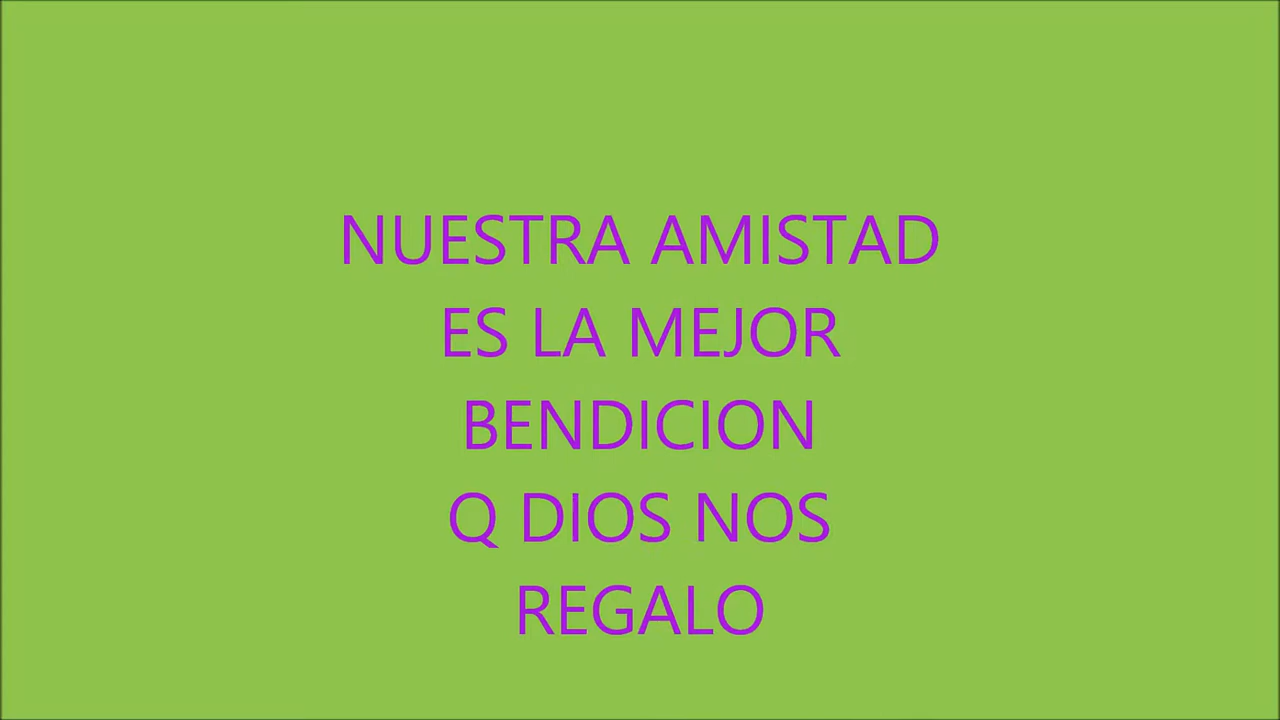 NUESTRA AMISTAD
ES LA MEJOR
BENDICION
Q DIOS NOS
REGALO